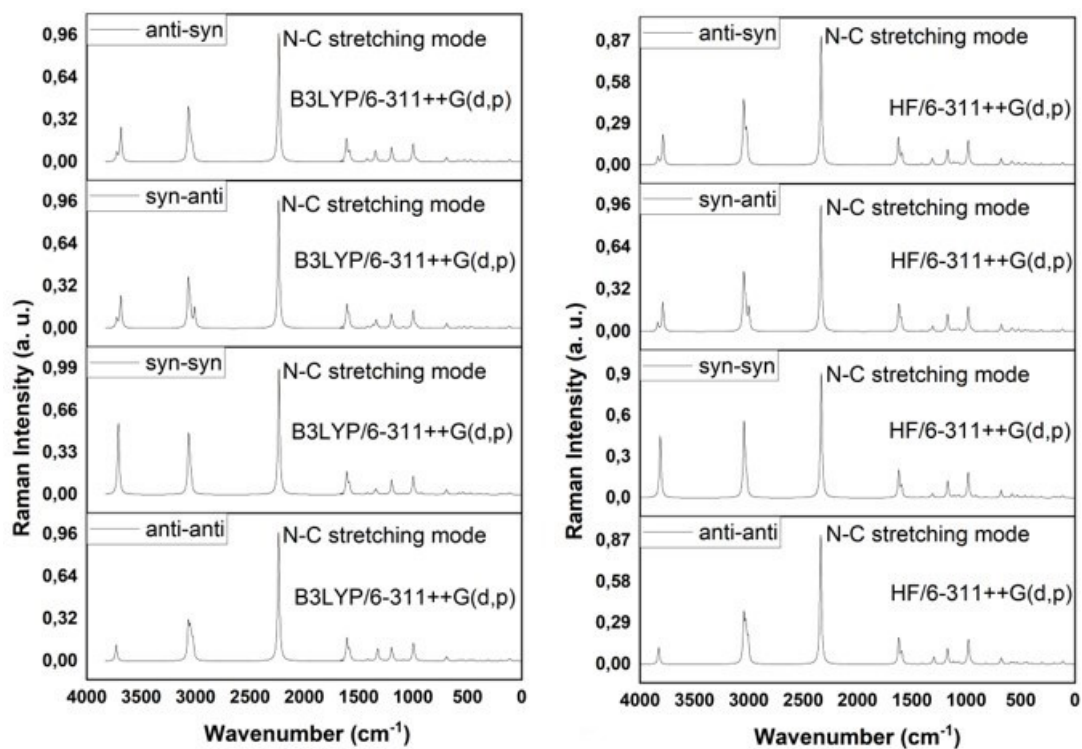 anti-syn
N-C stretching mode
B3LYP/6-311++G(d,p)
0,96
0,64
0,32
0,00
syn-anti
N-C stretching mode
B3LYP/6-311++G(d,p)
0,96
0,64
0,32
0,00
syn-syn
N-C stretching mode
B3LYP/6-311++G(d,p)
0,99
0,66
0,33
0,00
anti-anti
N-C stretching mode
B3LYP/6-311++G(d,p)
0,96
0,64
0,32
0,00
Raman Intensity (a. u.)
4000 3500 3000 2500 2000 1500 1000 500 0
Wavenumber (cm⁻¹)
anti-syn
N-C stretching mode
HF/6-311++G(d,p)
0,87
0,58
0,29
0,00
syn-anti
N-C stretching mode
HF/6-311++G(d,p)
0,96
0,64
0,32
0,00
syn-syn
N-C stretching mode
HF/6-311++G(d,p)
0,9
0,6
0,3
0,0
anti-anti
N-C stretching mode
HF/6-311++G(d,p)
0,87
0,58
0,29
0,00
Raman Intensity (a. u.)
4000 3500 3000 2500 2000 1500 1000 500 0
Wavenumber (cm⁻¹)